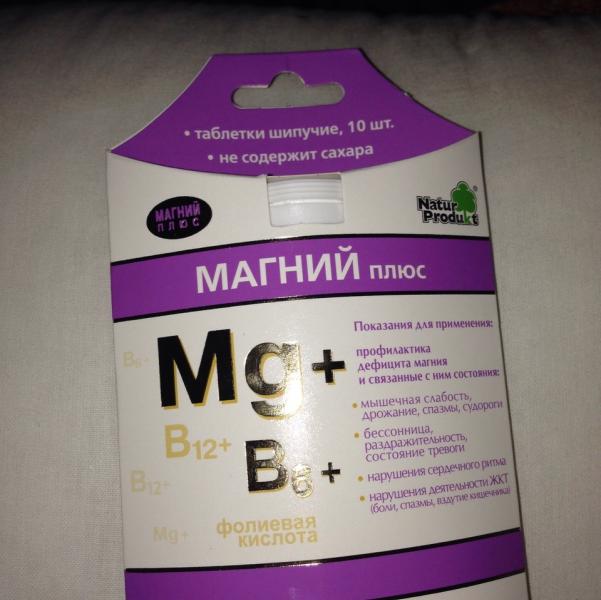 • таблетки шипучие, 10 шт.
• не содержит сахара
МАГНИЙ
ПЛЮС
Natur
Produkt
®
МАГНИЙ плюс
B6+
Mg+
B12+
B6+
B12+
Mg+
фолиевая
кислота
Показания для применения:
профилактика
дефицита магния
и связанные с ним состояния:
• мышечная слабость,
дрожание, спазмы, судороги
• бессонница,
раздражительность,
состояние тревоги
• нарушения сердечного ритма
• нарушения деятельности ЖКТ
(боли, спазмы, вздутие кишечника)